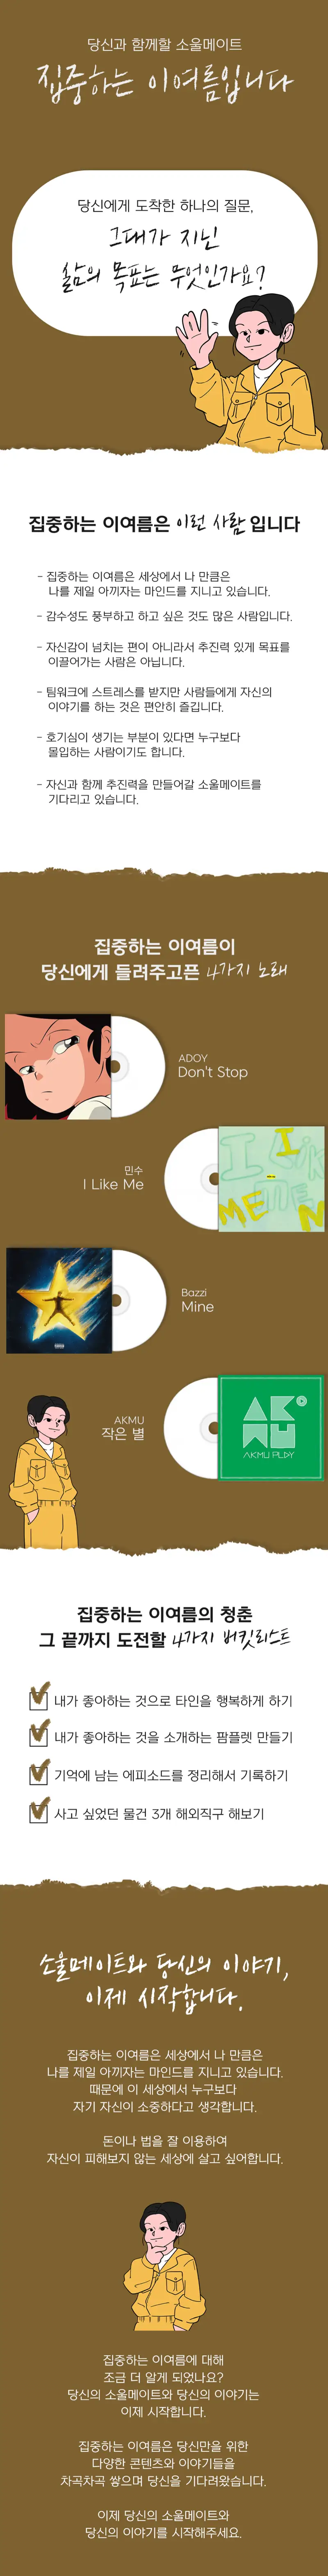 당신과 함께할 소울메이트
집중하는 이여름입니다
당신에게 도착한 하나의 질문,
그대가 지닌
삶의 목표는 무엇인가요?
집중하는 이여름은 이런 사람 입니다
- 집중하는 이여름은 세상에서 나 만큼은
나를 제일 아끼자는 마인드를 지니고 있습니다.
- 감수성도 풍부하고 하고 싶은 것도 많은 사람입니다.
- 자신감이 넘치는 편이 아니라서 추진력 있게 목표를
이끌어가는 사람은 아닙니다.
- 팀워크에 스트레스를 받지만 사람들에게 자신의
이야기를 하는 것은 편안히 즐깁니다.
- 호기심이 생기는 부분이 있다면 누구보다
몰입하는 사람이기도 합니다.
- 자신과 함께 추진력을 만들어갈 소울메이트를
기다리고 있습니다.
집중하는 이여름이
당신에게 들려주고픈 4가지 노래
ADOY
Don't Stop
민수
I Like Me
I LIK
ME
Bazzi
Mine
AKMU
작은 별
AKMU
AKMU PLAY
집중하는 이여름의 청춘
그 끝까지 도전할 4가지 버킷리스트
내가 좋아하는 것으로 타인을 행복하게 하기
내가 좋아하는 것을 소개하는 팜플렛 만들기
기억에 남는 에피소드를 정리해서 기록하기
사고 싶었던 물건 3개 해외직구 해보기
소울메이트와 당신의 이야기,
이제 시작합니다.
집중하는 이여름은 세상에서 나 만큼은
나를 제일 아끼자는 마인드를 지니고 있습니다.
때문에 이 세상에서 누구보다
자기 자신이 소중하다고 생각합니다.
돈이나 법을 잘 이용하여
자신이 피해보지 않는 세상에 살고 싶어합니다.
집중하는 이여름에 대해
조금 더 알게 되었나요?
당신의 소울메이트와 당신의 이야기는
이제 시작합니다.
집중하는 이여름은 당신만을 위한
다양한 콘텐츠와 이야기들을
차곡차곡 쌓으며 당신을 기다려왔습니다.
이제 당신의 소울메이트와
당신의 이야기를 시작해주세요.